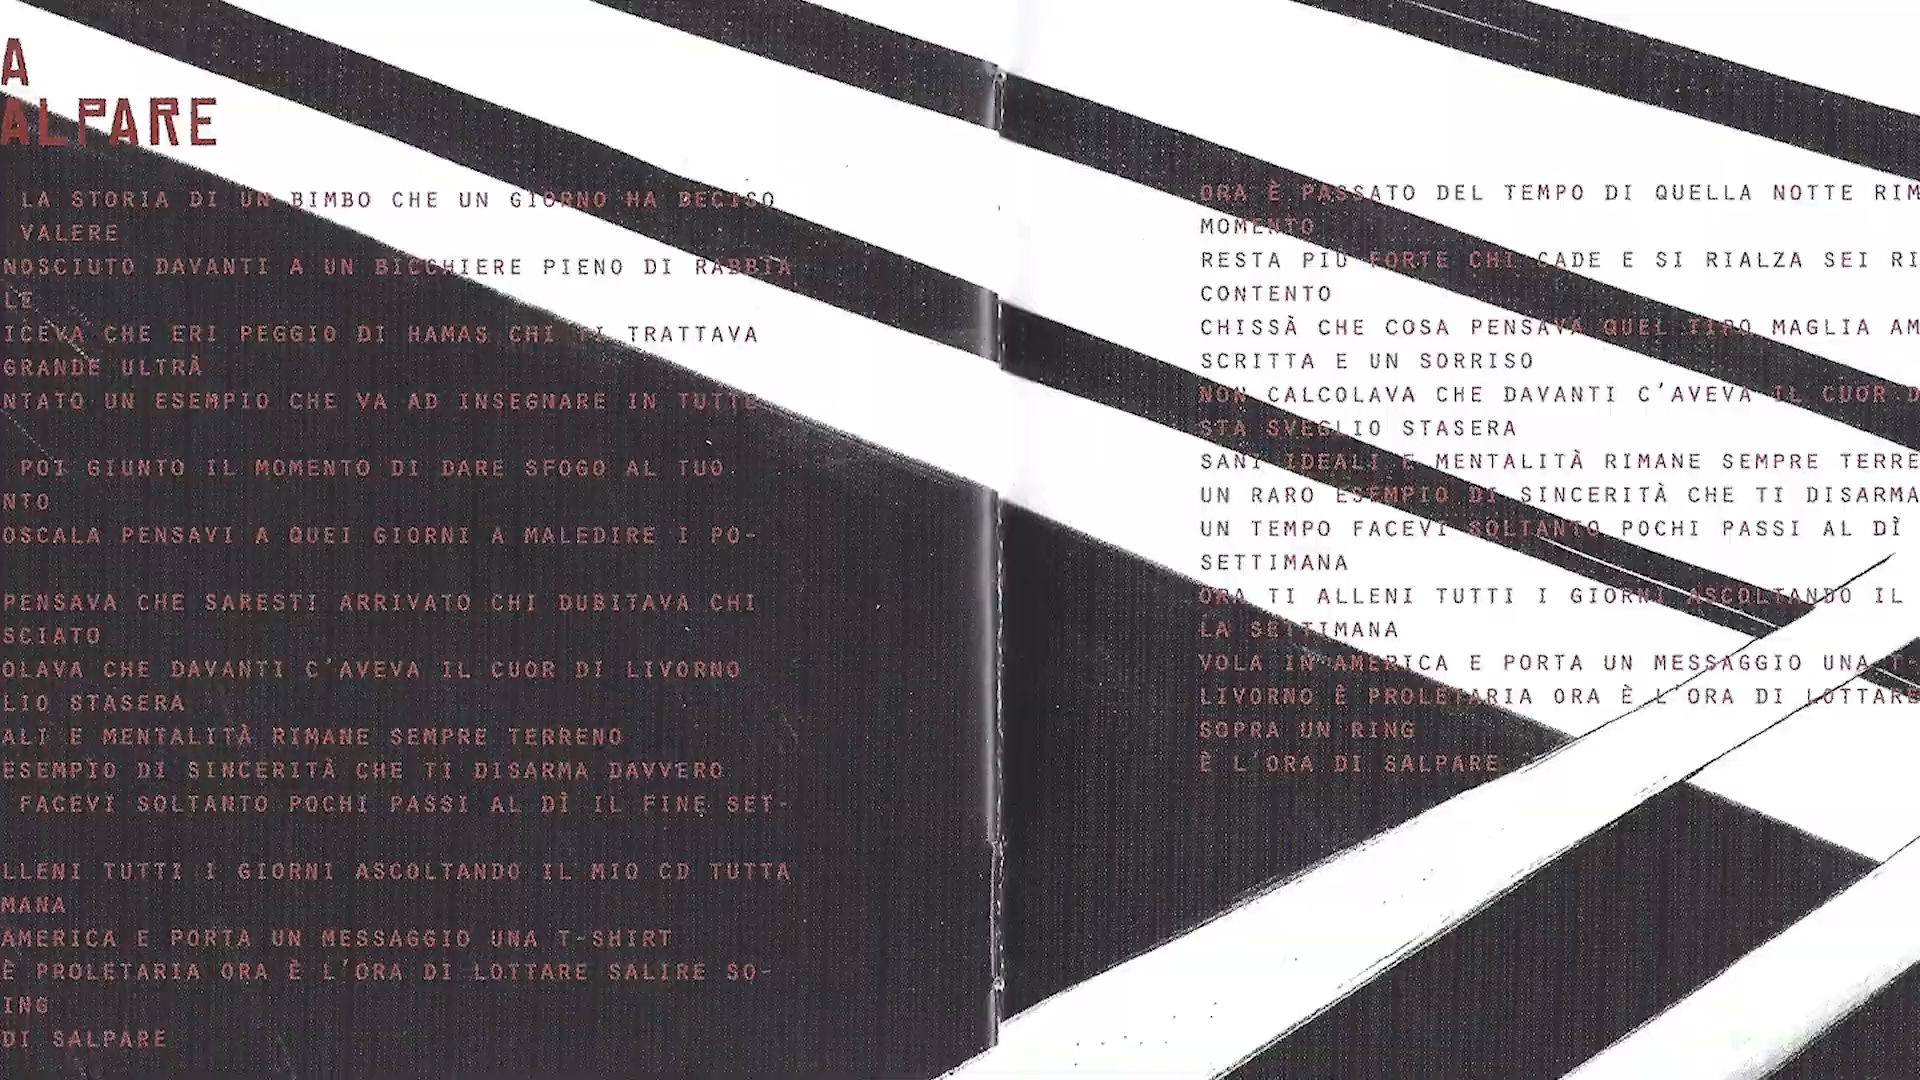 A
ALPARE
LA STORIA DI UN BIMBO CHE UN GIORNO HA DECISO
VALERE
NOSCIUTO DAVANTI A UN BICCHIERE PIENO DI RABBIA
LE
ICEVA CHE ERI PEGGIO DI HAMAS CHI TI TRATTAVA
GRANDE ULTRÀ
NTATO UN ESEMPIO CHE VA AD INSEGNARE IN TUTTE
POI GIUNTO IL MOMENTO DI DARE SFOGO AL TUO
NTO
OSCALA PENSAVI A QUEI GIORNI A MALEDIRE I PO-
PENSAVA CHE SARESTI ARRIVATO CHI DUBITAVA CHI
SCIATO
OLAVA CHE DAVANTI C'AVEVA IL CUOR DI LIVORNO
LIO STASERA
ALI E MENTALITÀ RIMANE SEMPRE TERRENO
ESEMPIO DI SINCERITÀ CHE TI DISARMA DAVVERO
FACEVI SOLTANTO POCHI PASSI AL DÌ IL FINE SET-
LLENI TUTTI I GIORNI ASCOLTANDO IL MIO CD TUTTA
MANA
AMERICA E PORTA UN MESSAGGIO UNA T-SHIRT
È PROLETARIA ORA È L'ORA DI LOTTARE SALIRE SO-
ING
DI SALPARE
ORA È PASSATO DEL TEMPO DI QUELLA NOTTE RIM
MOMENTO
RESTA PIÙ FORTE CHI CADE E SI RIALZA SEI RI
CONTENTO
CHISSÀ CHE COSA PENSAVA QUEL TIPO MAGLIA AM
SCRITTA E UN SORRISO
NON CALCOLAVA CHE DAVANTI C'AVEVA IL CUOR D
STA SVEGLIO STASERA
SANI IDEALI E MENTALITÀ RIMANE SEMPRE TERRE
UN RARO ESEMPIO DI SINCERITÀ CHE TI DISARMA
UN TEMPO FACEVI SOLTANTO POCHI PASSI AL DÌ
SETTIMANA
ORA TI ALLENI TUTTI I GIORNI ASCOLTANDO IL
LA SETTIMANA
VOLA IN AMERICA E PORTA UN MESSAGGIO UNA T-
LIVORNO È PROLETARIA ORA È L'ORA DI LOTTARE
SOPRA UN RING
È L'ORA DI SALPARE